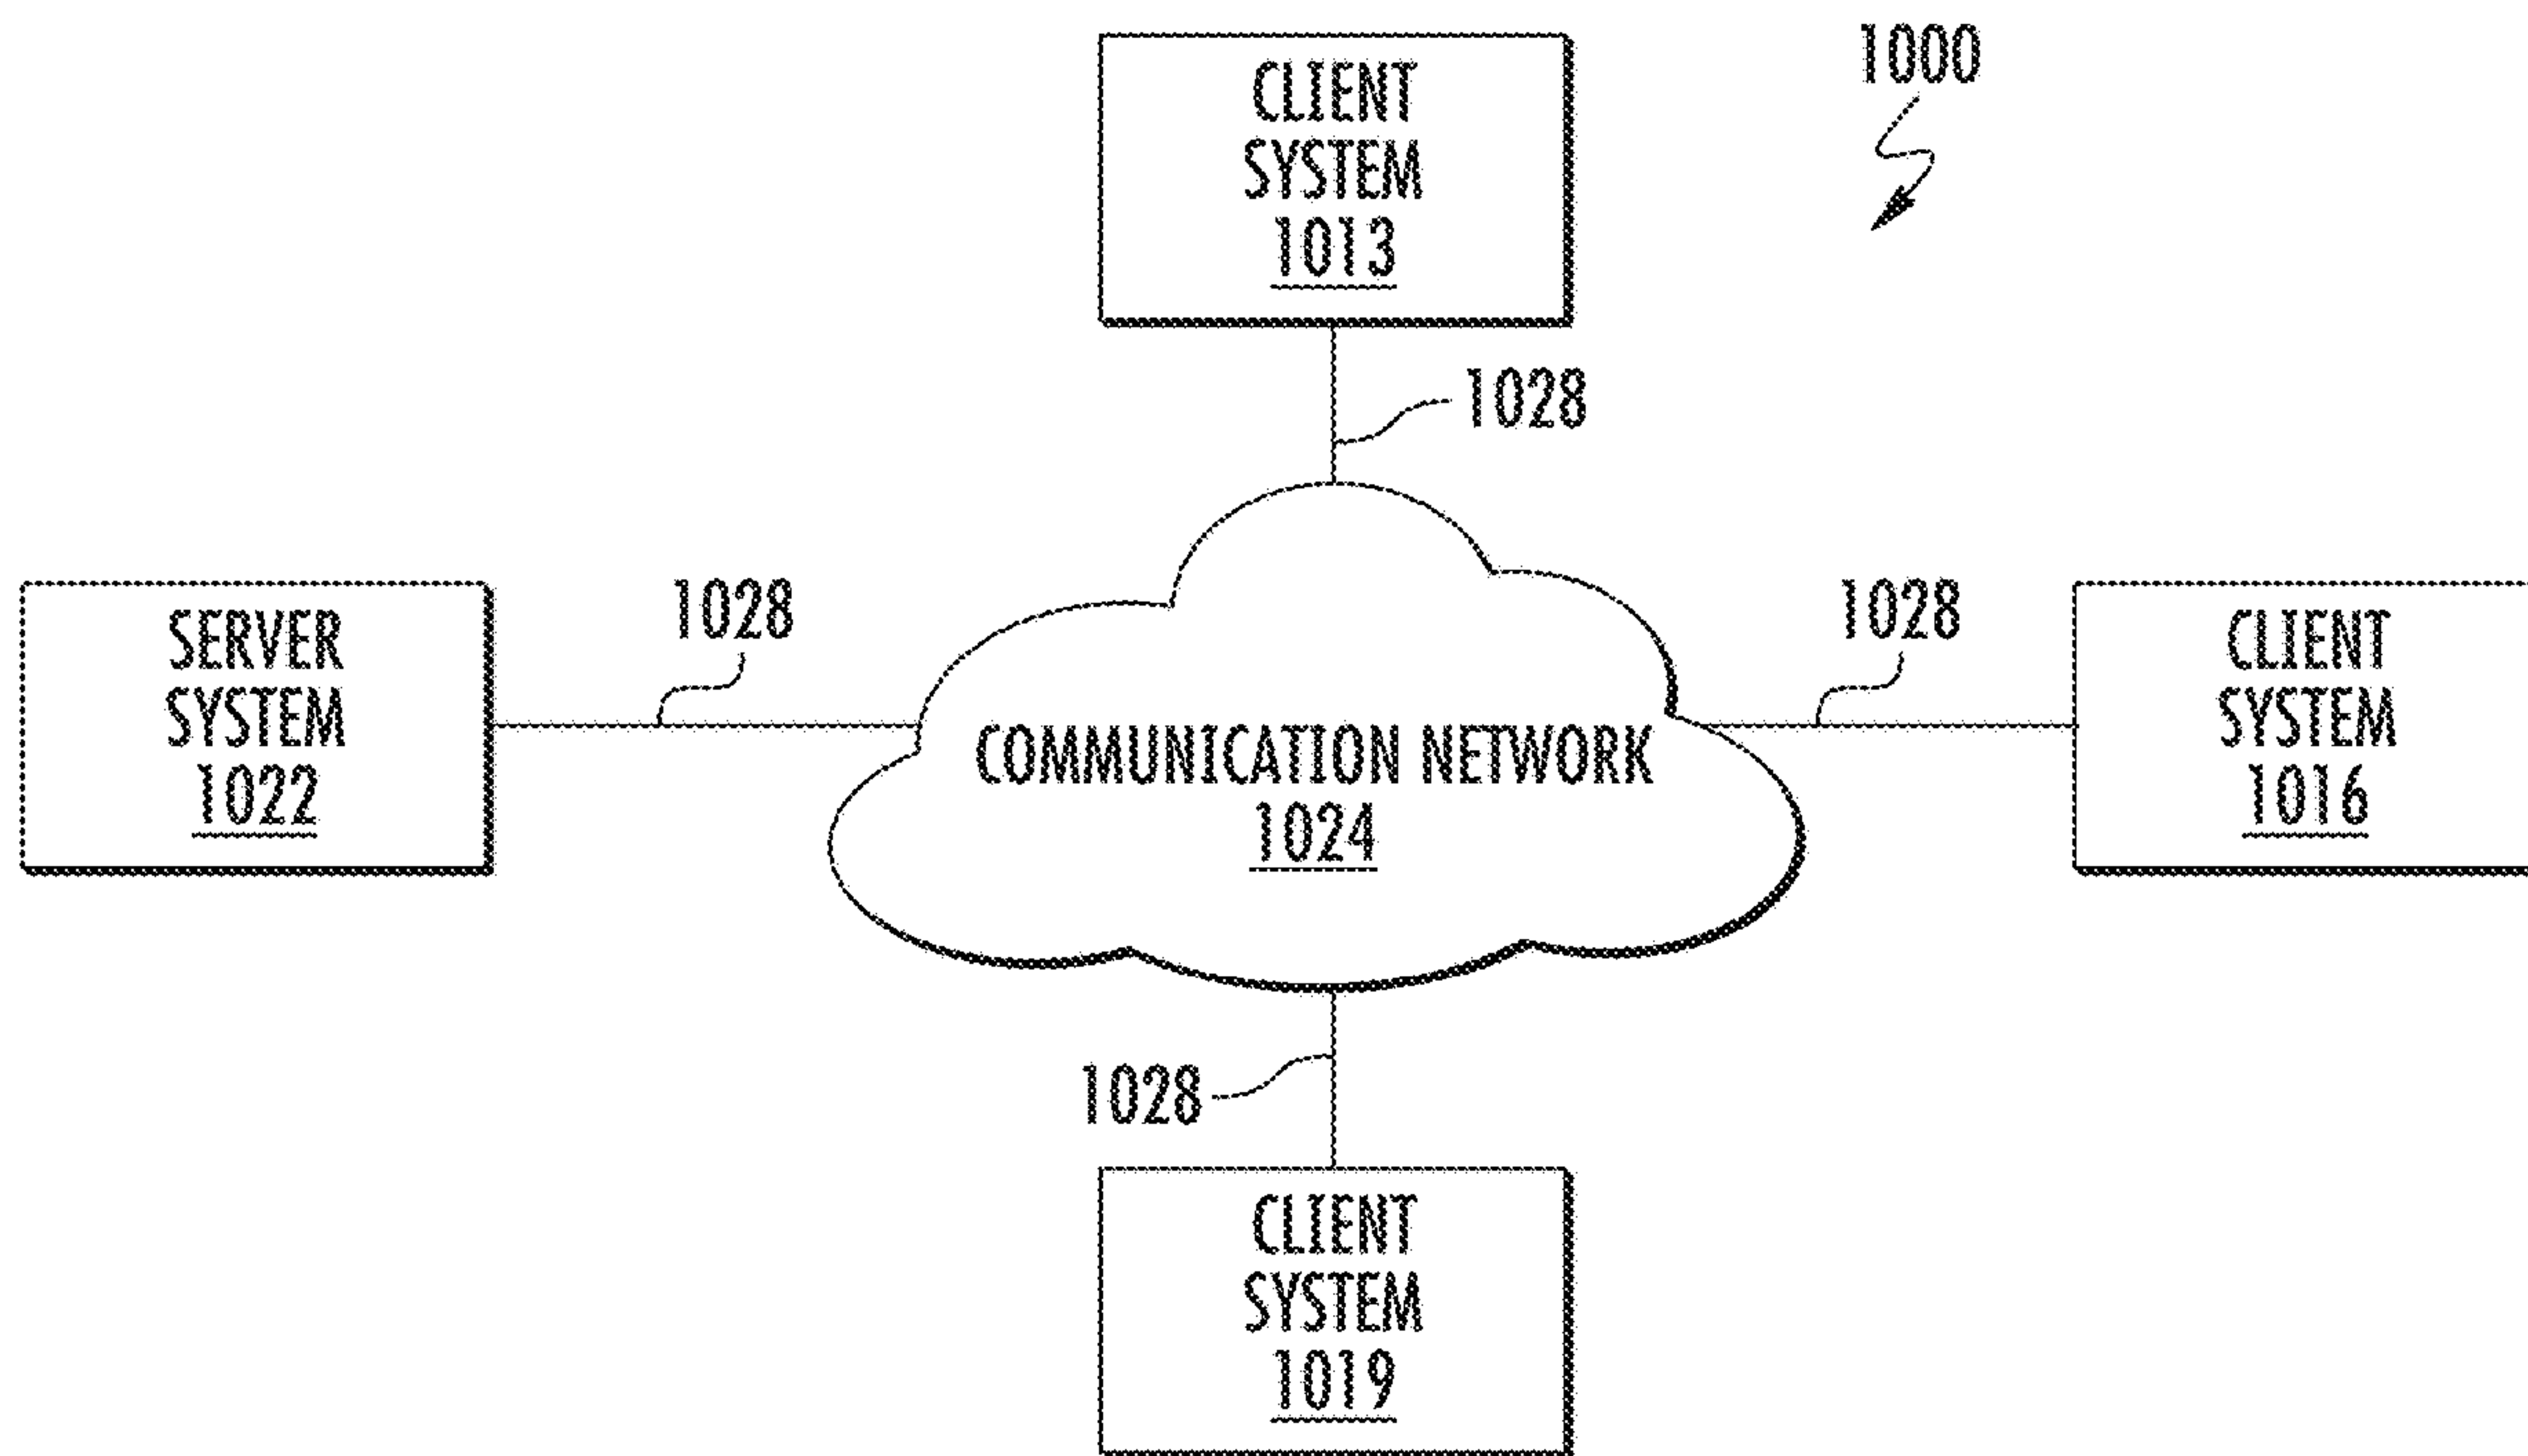 CLIENT
SYSTEM
1013
1000
1028
SERVER
SYSTEM
1022
1028
COMMUNICATION NETWORK
1024
1028
CLIENT
SYSTEM
1016
1028
CLIENT
SYSTEM
1019